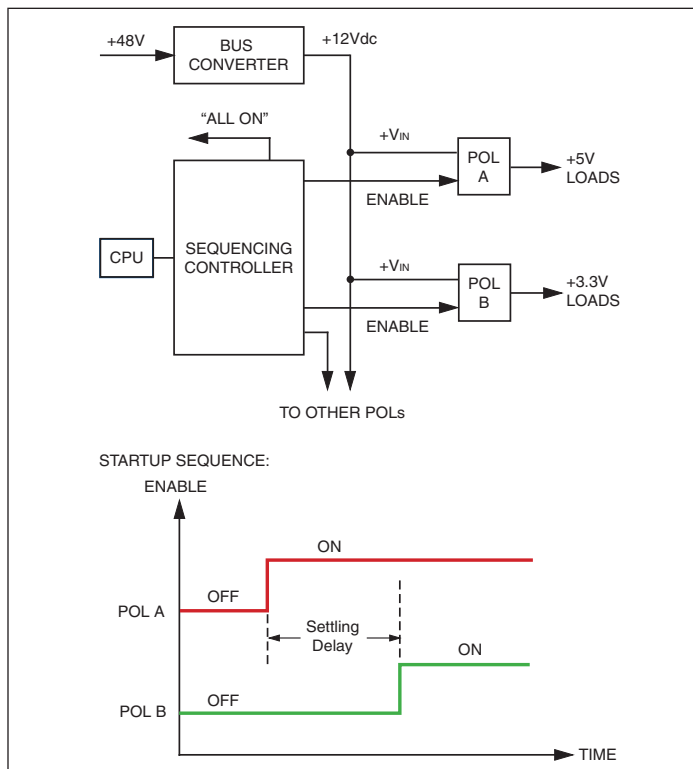 +48V
BUS
CONVERTER
+12Vdc
“ALL ON”
+VIN
POL
A
+5V
LOADS
ENABLE
CPU
SEQUENCING
CONTROLLER
+VIN
POL
B
+3.3V
LOADS
ENABLE
TO OTHER POLs
STARTUP SEQUENCE:
ENABLE
ON
OFF
POL A
Settling
Delay
ON
OFF
POL B
TIME